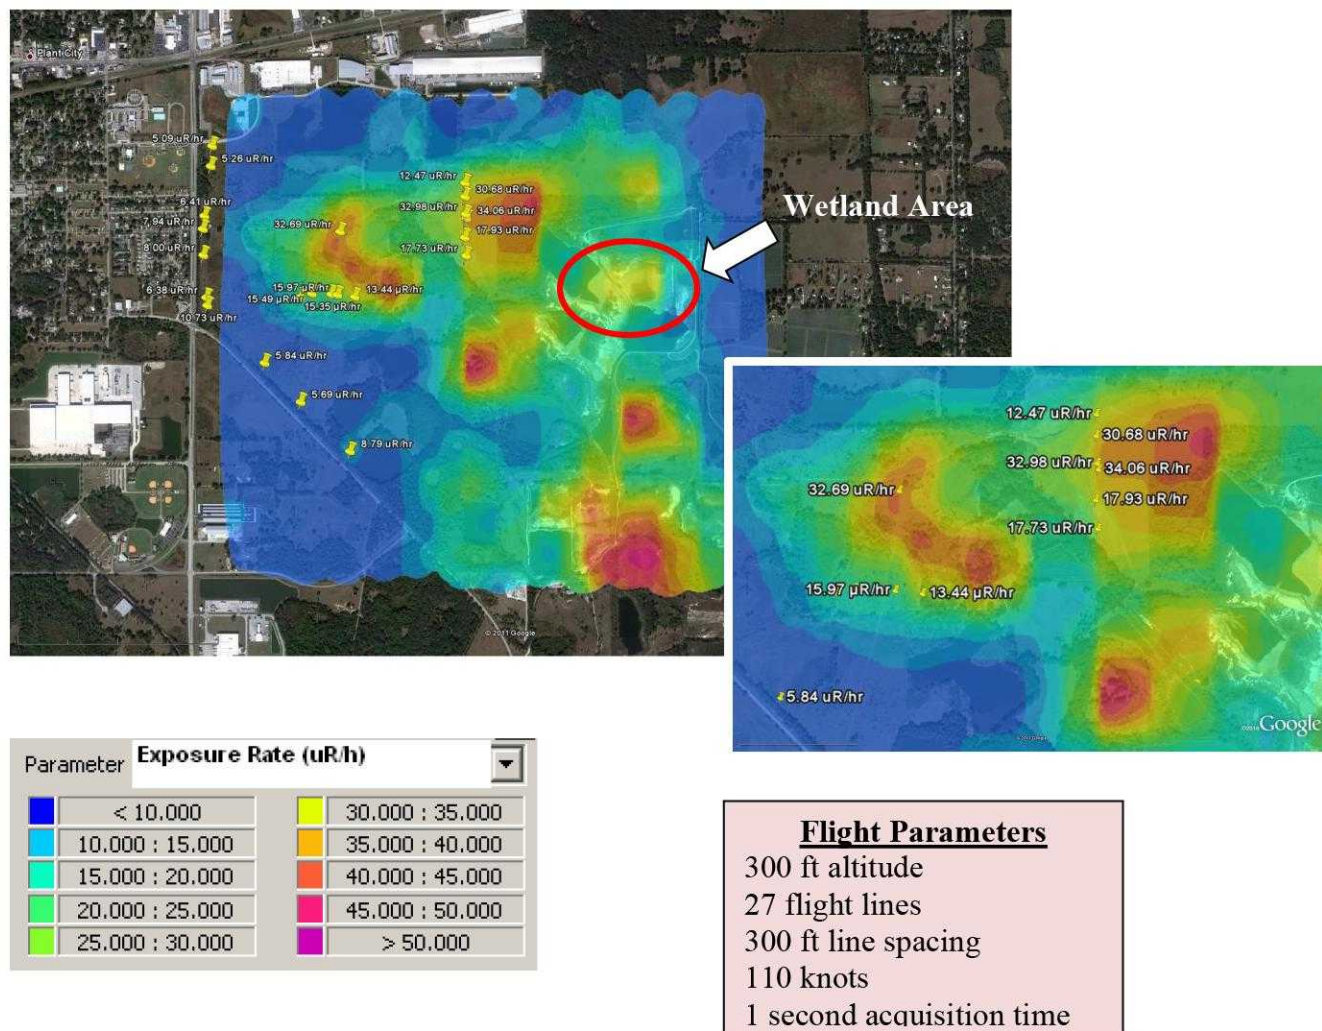 Plant City
5.09 uR/hr
5.26 uR/hr
6.41uR/hr
7.94 uR/hr
8.00 uR/hr
6.38 uR/hr
10.73 uR/hr
12.47 uR/hr
30.68 uR/hr
32.98 uR/hr
34.06 uR/hr
32.69 uR/hr
17.93 uR/hr
17.73 uR/hr
15.97 uR/hr
13.44 µR/hr
15.49 µR/hr
15.35 µR/hr
5.84 uR/hr
5.69 uR/hr
8.79 uR/hr
© 2011 Google
Wetland Area
12.47 uR/hr
30.68 uR/hr
32.98 uR/hr
34.06 uR/hr
32.69 uR/hr
17.93 uR/hr
17.73 uR/hr
15.97 µR/hr
13.44 µR/hr
5.84 uR/hr
Google
Parameter Exposure Rate (uR/h)
< 10.000
10.000 : 15.000
15.000 : 20.000
20.000 : 25.000
25.000 : 30.000
30.000 : 35.000
35.000 : 40.000
40.000 : 45.000
45.000 : 50.000
> 50.000
Flight Parameters
300 ft altitude
27 flight lines
300 ft line spacing
110 knots
1 second acquisition time